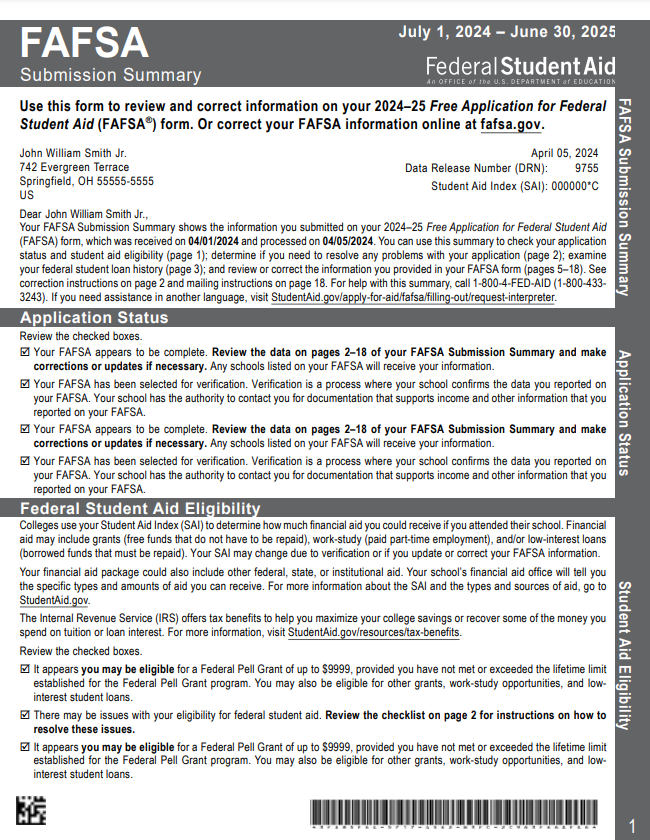 FAFSA
Submission Summary
July 1, 2024 – June 30, 2025
Federal Student Aid
An OFFICE of the U.S. DEPARTMENT of EDUCATION
Use this form to review and correct information on your 2024–25 Free Application for Federal
Student Aid (FAFSA®) form. Or correct your FAFSA information online at fafsa.gov.
John William Smith Jr.
742 Evergreen Terrace
Springfield, OH 55555-5555
US
April 05, 2024
Data Release Number (DRN): 9755
Student Aid Index (SAI): 000000*C
Dear John William Smith Jr.,
Your FAFSA Submission Summary shows the information you submitted on your 2024–25 Free Application for Federal Student Aid
(FAFSA) form, which was received on 04/01/2024 and processed on 04/05/2024. You can use this summary to check your application
status and student aid eligibility (page 1); determine if you need to resolve any problems with your application (page 2); examine
your federal student loan history (page 3); and review or correct the information you provided in your FAFSA form (pages 5–18). See
correction instructions on page 2 and mailing instructions on page 18. For help with this summary, call 1-800-4-FED-AID (1-800-433-
3243). If you need assistance in another language, visit StudentAid.gov/apply-for-aid/fafsa/filling-out/request-interpreter.
Application Status
Review the checked boxes.
☑ Your FAFSA appears to be complete. Review the data on pages 2–18 of your FAFSA Submission Summary and make
corrections or updates if necessary. Any schools listed on your FAFSA will receive your information.
☑ Your FAFSA has been selected for verification. Verification is a process where your school confirms the data you reported on
your FAFSA. Your school has the authority to contact you for documentation that supports income and other information that you
reported on your FAFSA.
☑ Your FAFSA appears to be complete. Review the data on pages 2–18 of your FAFSA Submission Summary and make
corrections or updates if necessary. Any schools listed on your FAFSA will receive your information.
☑ Your FAFSA has been selected for verification. Verification is a process where your school confirms the data you reported on
your FAFSA. Your school has the authority to contact you for documentation that supports income and other information that you
reported on your FAFSA.
Federal Student Aid Eligibility
Colleges use your Student Aid Index (SAI) to determine how much financial aid you could receive if you attended their school. Financial
aid may include grants (free funds that do not have to be repaid), work-study (paid part-time employment), and/or low-interest loans
(borrowed funds that must be repaid). Your SAI may change due to verification or if you update or correct your FAFSA information.
Your financial aid package could also include other federal, state, or institutional aid. Your school's financial aid office will tell you
the specific types and amounts of aid you can receive. For more information about the SAI and the types and sources of aid, go to
StudentAid.gov.
The Internal Revenue Service (IRS) offers tax benefits to help you maximize your college savings or recover some of the money you
spend on tuition or loan interest. For more information, visit StudentAid.gov/resources/tax-benefits.
Review the checked boxes.
☑ It appears you may be eligible for a Federal Pell Grant of up to $9999, provided you have not met or exceeded the lifetime limit
established for the Federal Pell Grant program. You may also be eligible for other grants, work-study opportunities, and low-
interest student loans.
☑ There may be issues with your eligibility for federal student aid. Review the checklist on page 2 for instructions on how to
resolve these issues.
☑ It appears you may be eligible for a Federal Pell Grant of up to $9999, provided you have not met or exceeded the lifetime limit
established for the Federal Pell Grant program. You may also be eligible for other grants, work-study opportunities, and low-
interest student loans.
FAFSA Submission Summary
Application Status
Student Aid Eligibility
1